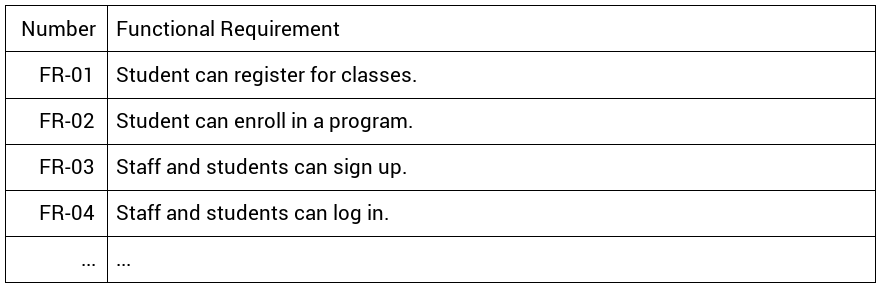 Number Functional Requirement
FR-01 Student can register for classes.
FR-02 Student can enroll in a program.
FR-03 Staff and students can sign up.
FR-04 Staff and students can log in.
... ...